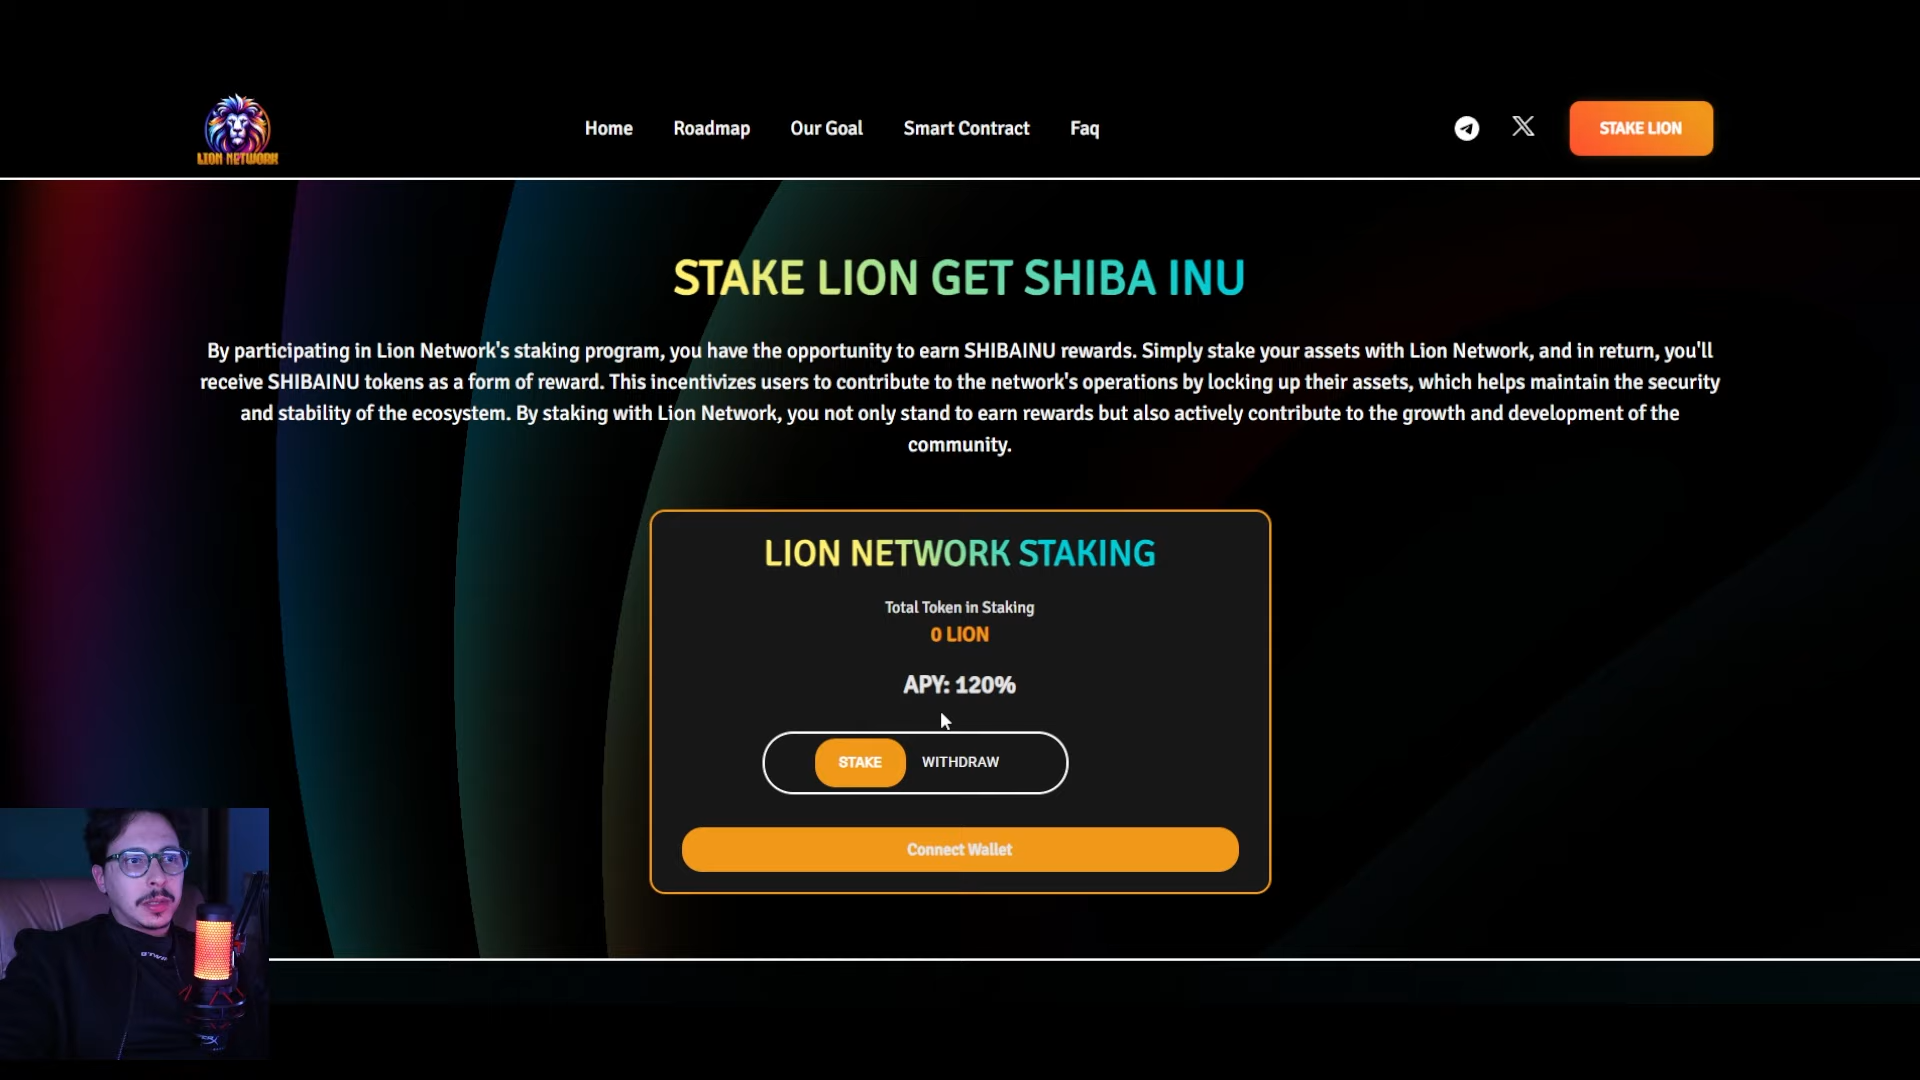 LION NETWORK
Home Roadmap Our Goal Smart Contract Faq
STAKE LION
STAKE LION GET SHIBA INU
By participating in Lion Network's staking program, you have the opportunity to earn SHIBAINU rewards. Simply stake your assets with Lion Network, and in return, you'll
receive SHIBAINU tokens as a form of reward. This incentivizes users to contribute to the network's operations by locking up their assets, which helps maintain the security
and stability of the ecosystem. By staking with Lion Network, you not only stand to earn rewards but also actively contribute to the growth and development of the
community.
LION NETWORK STAKING
Total Token in Staking
0 LION
APY: 120%
STAKE WITHDRAW
Connect Wallet